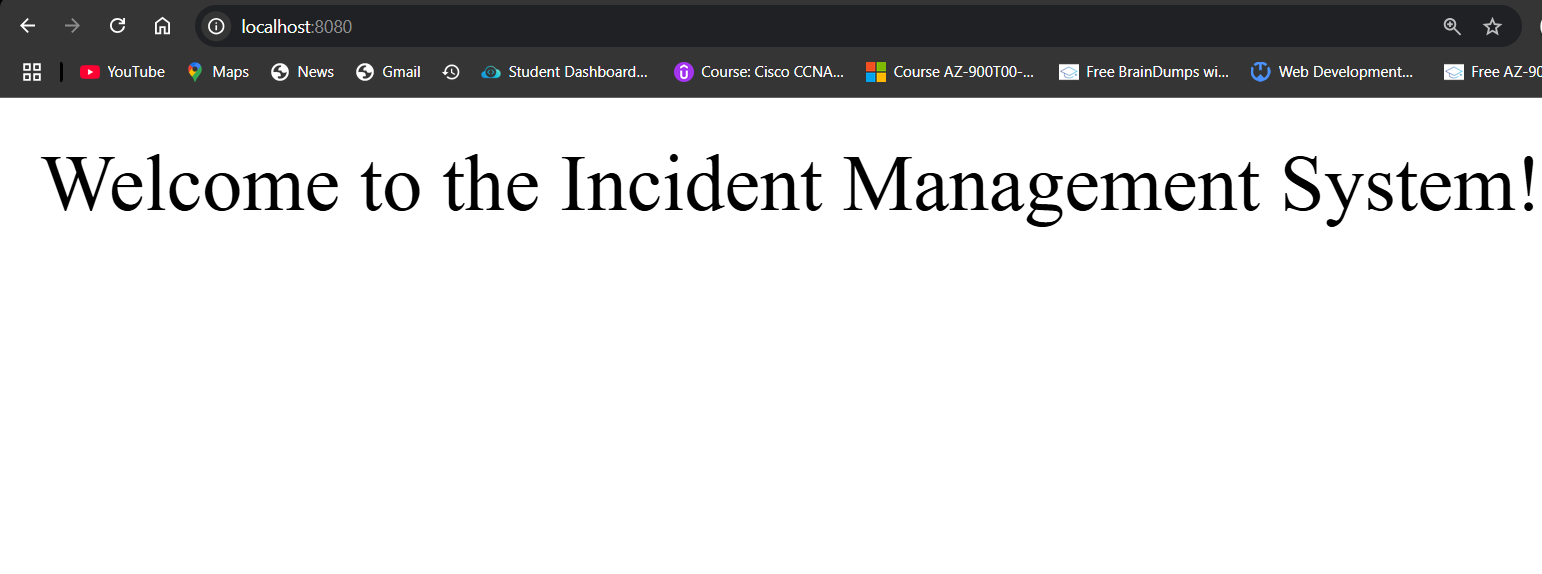 localhost:8080
YouTube Maps News Gmail Student Dashboard... Course: Cisco CCNA... Course AZ-900T00-... Free BrainDumps wi... Web Development... Free AZ-90
Welcome to the Incident Management System!